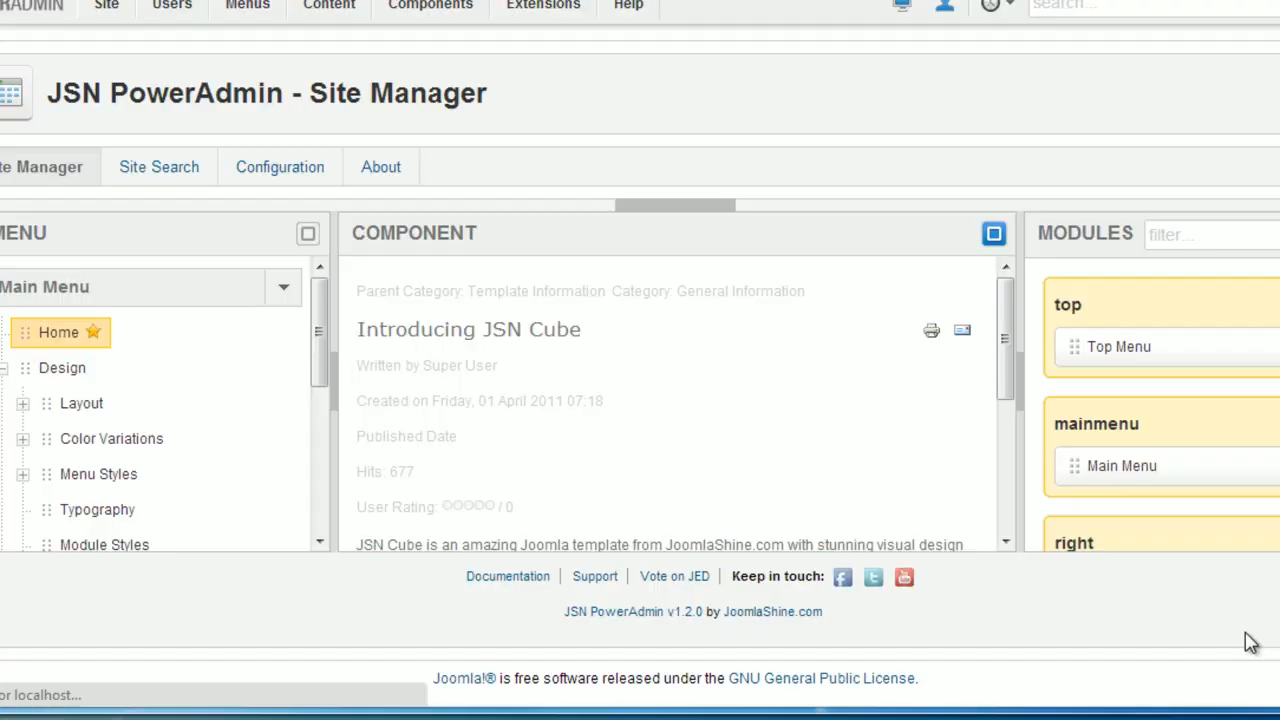 RADMIN Site Users Menus Content Components Extensions Help search...
JSN PowerAdmin - Site Manager
te Manager Site Search Configuration About
MENU
COMPONENT
MODULES filter...
Main Menu
Home
Design
Layout
Color Variations
Menu Styles
Typography
Module Styles
Parent Category: Template Information Category: General Information
Introducing JSN Cube
Written by Super User
Created on Friday, 01 April 2011 07:18
Published Date
Hits: 677
User Rating: / 0
JSN Cube is an amazing Joomla template from JoomlaShine.com with stunning visual design
top
Top Menu
mainmenu
Main Menu
right
Documentation | Support | Vote on JED | Keep in touch:
JSN PowerAdmin v1.2.0 by JoomlaShine.com
Joomla!® is free software released under the GNU General Public License.
or localhost...